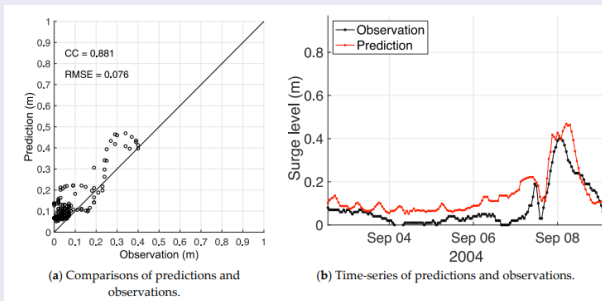 1
0.9
0.8
0.7
0.6
0.5
0.4
0.3
0.2
0.1
0
CC = 0.881
RMSE = 0.076
Prediction (m)
0 0.1 0.2 0.3 0.4 0.5 0.6 0.7 0.8 0.9 1
Observation (m)
(a) Comparisons of predictions and
observations.
Observation
Prediction
0.8
0.6
0.4
0.2
0
Surge level (m)
Sep 04 Sep 06 Sep 08
2004
(b) Time-series of predictions and observations.